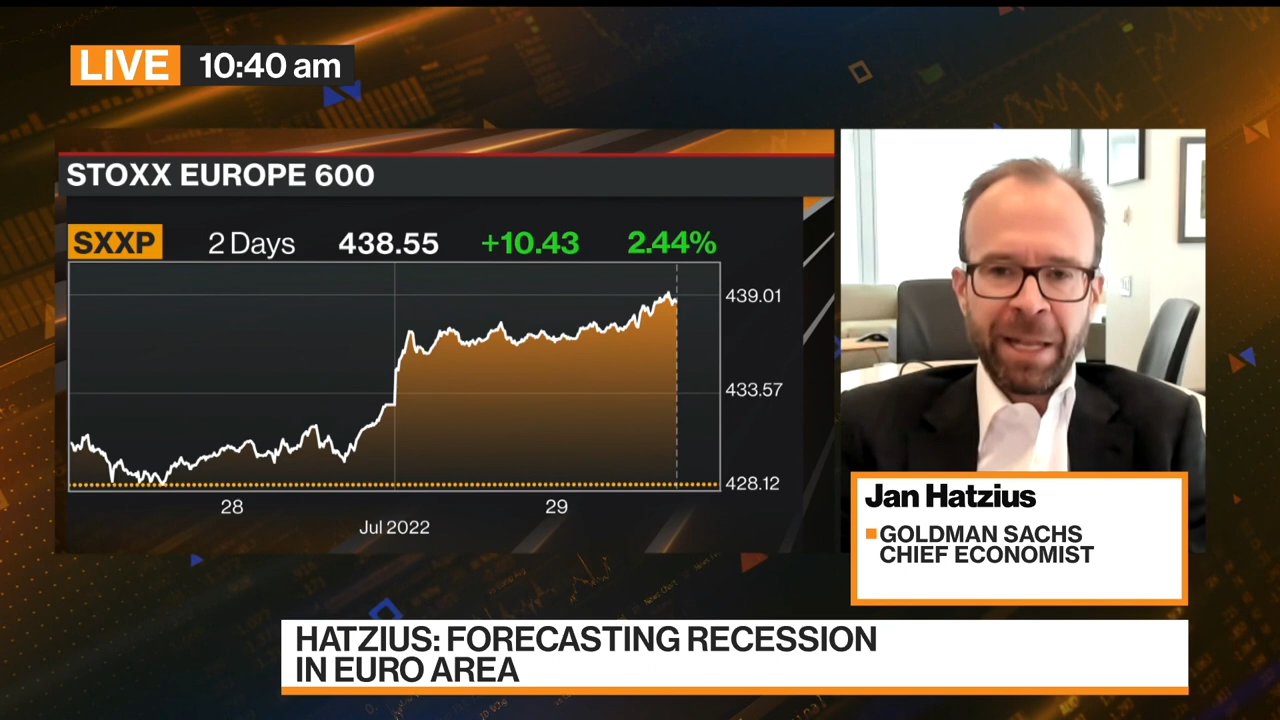 LIVE 10:40 am
STOXX EUROPE 600
SXXP 2 Days 438.55 +10.43 2.44%
439.01
433.57
428.12
28 29
Jul 2022
Jan Hatzius
GOLDMAN SACHS
CHIEF ECONOMIST
HATZIUS: FORECASTING RECESSION
IN EURO AREA